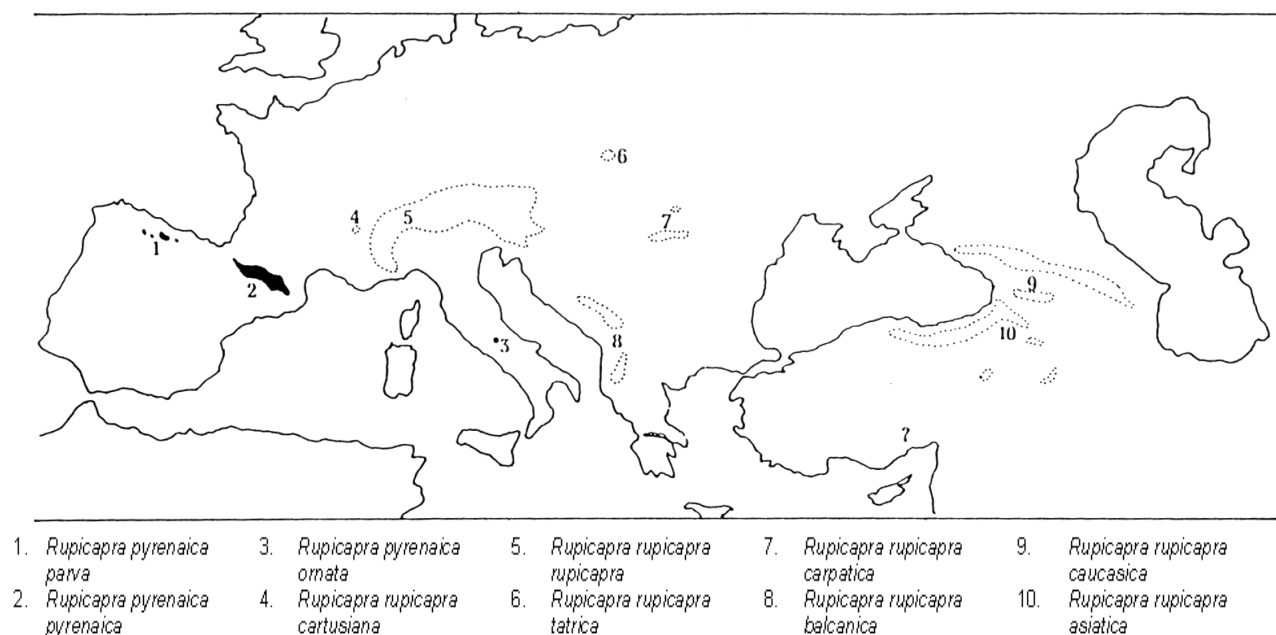 6
4
5
7
1
2
9
10
3
8
?
1. Rupicapra pyrenaica
parva
2. Rupicapra pyrenaica
pyrenaica
3. Rupicapra pyrenaica
ornata
4. Rupicapra rupicapra
cartusiana
5. Rupicapra rupicapra
rupicapra
6. Rupicapra rupicapra
tatrica
7. Rupicapra rupicapra
carpatica
8. Rupicapra rupicapra
balcanica
9. Rupicapra rupicapra
caucasica
10. Rupicapra rupicapra
asiatica